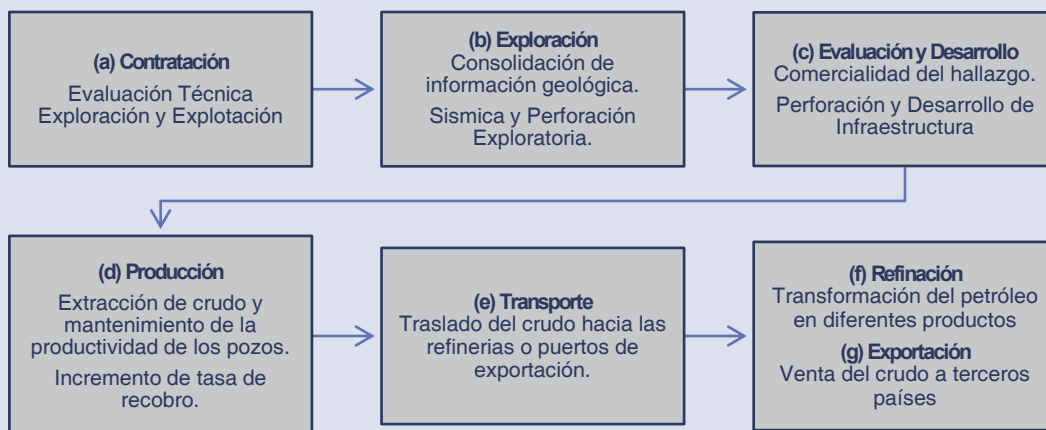 (a) Contratación
Evaluación Técnica
Exploración y Explotación
(b) Exploración
Consolidación de
información geológica.
Sismica y Perforación
Exploratoria.
(c) Evaluación y Desarrollo
Comercialidad del hallazgo.
Perforación y Desarrollo de
Infraestructura
(d) Producción
Extracción de crudo y
mantenimiento de la
productividad de los pozos.
Incremento de tasa de
recobro.
(e) Transporte
Traslado del crudo hacia las
refinerias o puertos de
exportación.
(f) Refinación
Transformación del petróleo
en diferentes productos
(g) Exportación
Venta del crudo a terceros
países